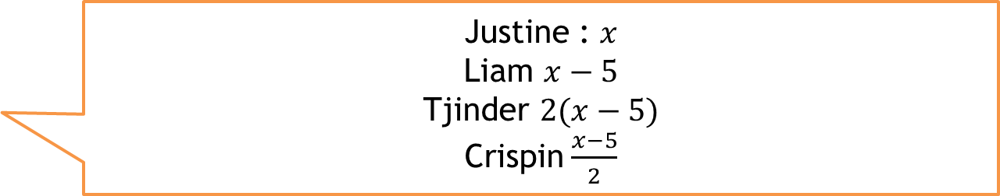 Justine : 𝑥
Liam 𝑥 − 5
Tjinder 2(𝑥 − 5)
Crispin (𝑥−5)/2